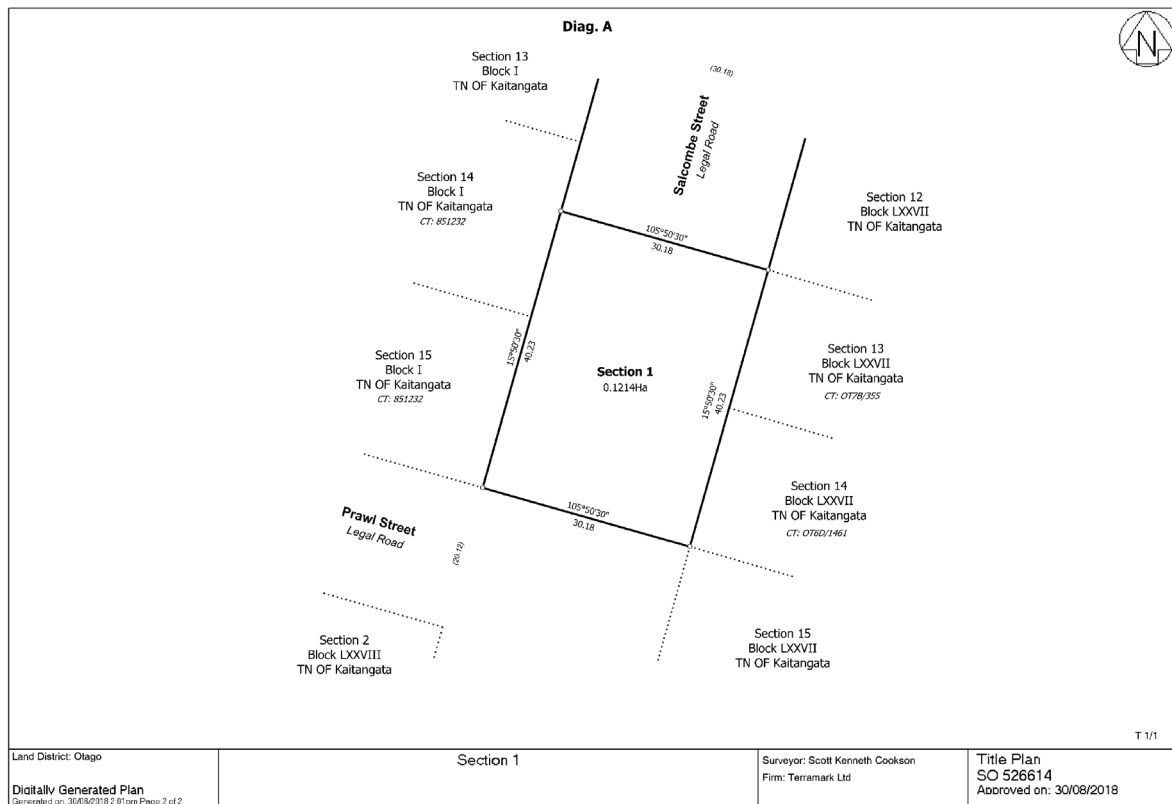 Diag. A
N
Section 13
Block I
TN OF Kaitangata
(30.18)
Salcombe Street
Legal Road
Section 14
Block I
TN OF Kaitangata
CT: 851232
Section 12
Block LXXVII
TN OF Kaitangata
105°50'30"
30.18
Section 15
Block I
TN OF Kaitangata
CT: 851232
15°50'30"
40.23
Section 1
0.1214Ha
15°50'30"
40.23
Section 13
Block LXXVII
TN OF Kaitangata
CT: OT7B/355
Section 14
Block LXXVII
TN OF Kaitangata
CT: OT6D/1461
105°50'30"
30.18
Prawl Street
Legal Road
(20.12)
Section 2
Block LXXVIII
TN OF Kaitangata
Section 15
Block LXXVII
TN OF Kaitangata
T 1/1
Land District: Otago
Digitally Generated Plan
Generated on: 30/08/2018 2:01pm Page 2 of 2
Section 1
Surveyor: Scott Kenneth Cookson
Firm: Terramark Ltd
Title Plan
SO 526614
Approved on: 30/08/2018